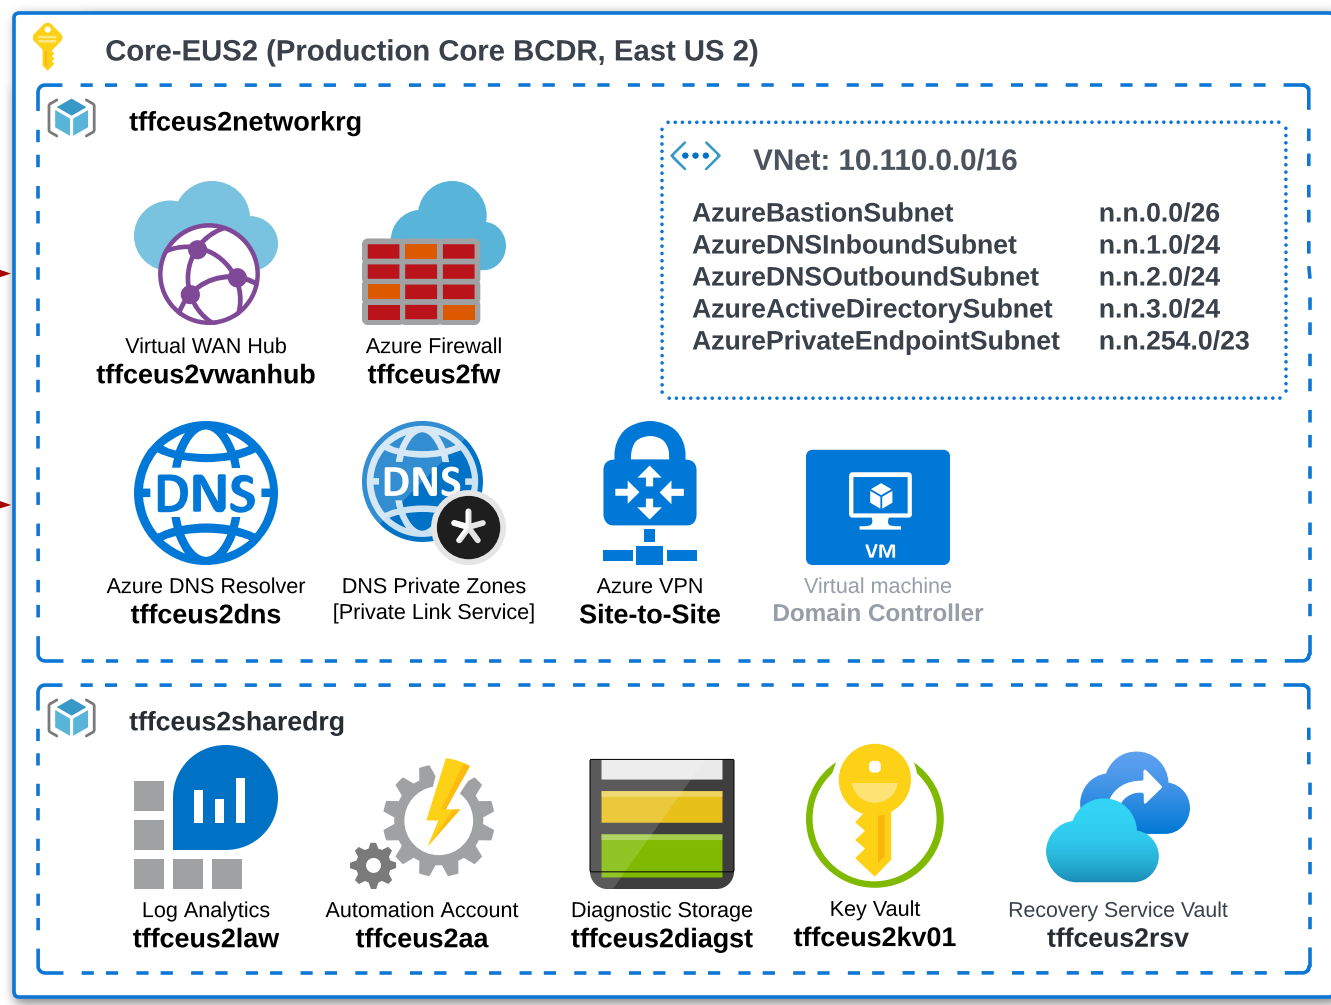 Core-EUS2 (Production Core BCDR, East US 2)
tffceus2networkrg
VNet: 10.110.0.0/16
AzureBastionSubnet n.n.0.0/26
AzureDNSInboundSubnet n.n.1.0/24
AzureDNSOutboundSubnet n.n.2.0/24
AzureActiveDirectorySubnet n.n.3.0/24
AzurePrivateEndpointSubnet n.n.254.0/23
Virtual WAN Hub
tffceus2vwanhub
Azure Firewall
tffceus2fw
DNS
Azure DNS Resolver
tffceus2dns
DNS
DNS Private Zones
[Private Link Service]
Azure VPN
Site-to-Site
VM
Virtual machine
Domain Controller
tffceus2sharedrg
Log Analytics
tffceus2law
Automation Account
tffceus2aa
Diagnostic Storage
tffceus2diagst
Key Vault
tffceus2kv01
Recovery Service Vault
tffceus2rsv